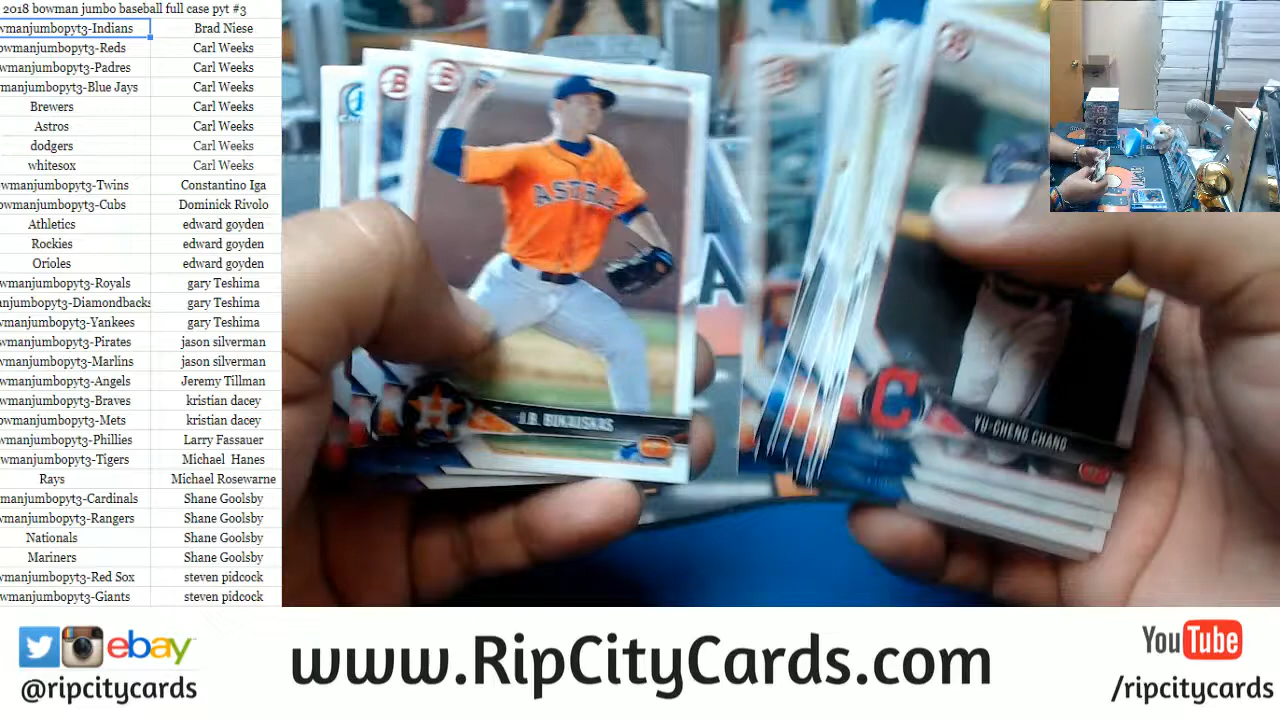 2018 bowman jumbo baseball full case pyt #3
wmanjumbopyt3-Indians Brad Niese
owmanjumbopyt3-Reds Carl Weeks
wmanjumbopyt3-Padres Carl Weeks
wmanjumbopyt3-Blue Jays Carl Weeks
Brewers Carl Weeks
Astros Carl Weeks
dodgers Carl Weeks
whitesox Carl Weeks
owmanjumbopyt3-Twins Constantino Iga
owmanjumbopyt3-Cubs Dominick Rivolo
Athletics edward goyden
Rockies edward goyden
Orioles edward goyden
wmanjumbopyt3-Royals gary Teshima
anjumbopyt3-Diamondbacks gary Teshima
wmanjumbopyt3-Yankees gary Teshima
wmanjumbopyt3-Pirates jason silverman
wmanjumbopyt3-Marlins jason silverman
wmanjumbopyt3-Angels Jeremy Tillman
wmanjumbopyt3-Braves kristian dacey
owmanjumbopyt3-Mets kristian dacey
wmanjumbopyt3-Phillies Larry Fassauer
wmanjumbopyt3-Tigers Michael Hanes
Rays Michael Rosewarne
manjumbopyt3-Cardinals Shane Goolsby
wmanjumbopyt3-Rangers Shane Goolsby
Nationals Shane Goolsby
Mariners Shane Goolsby
wmanjumbopyt3-Red Sox steven pidcock
wmanjumbopyt3-Giants steven pidcock
B
B
ASTROS
H
J.B. BUKAUSKAS
A
C
YU-CHENG CHANG
ebay
@ripcitycards
www.RipCityCards.com
YouTube
/ripcitycards